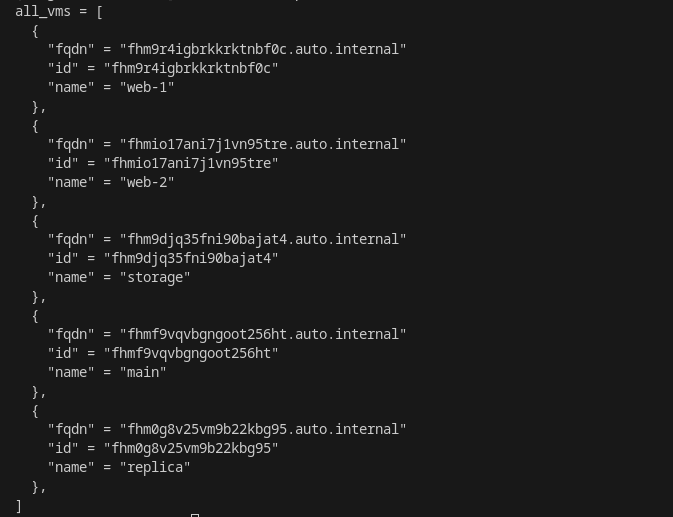 all_vms = [
{
"fqdn" = "fhm9r4igbrkkrktnbf0c.auto.internal"
"id" = "fhm9r4igbrkkrktnbf0c"
"name" = "web-1"
},
{
"fqdn" = "fhmio17ani7j1vn95tre.auto.internal"
"id" = "fhmio17ani7j1vn95tre"
"name" = "web-2"
},
{
"fqdn" = "fhm9djq35fni90bajat4.auto.internal"
"id" = "fhm9djq35fni90bajat4"
"name" = "storage"
},
{
"fqdn" = "fhmf9vqvbgngoot256ht.auto.internal"
"id" = "fhmf9vqvbgngoot256ht"
"name" = "main"
},
{
"fqdn" = "fhm0g8v25vm9b22kbg95.auto.internal"
"id" = "fhm0g8v25vm9b22kbg95"
"name" = "replica"
},
]